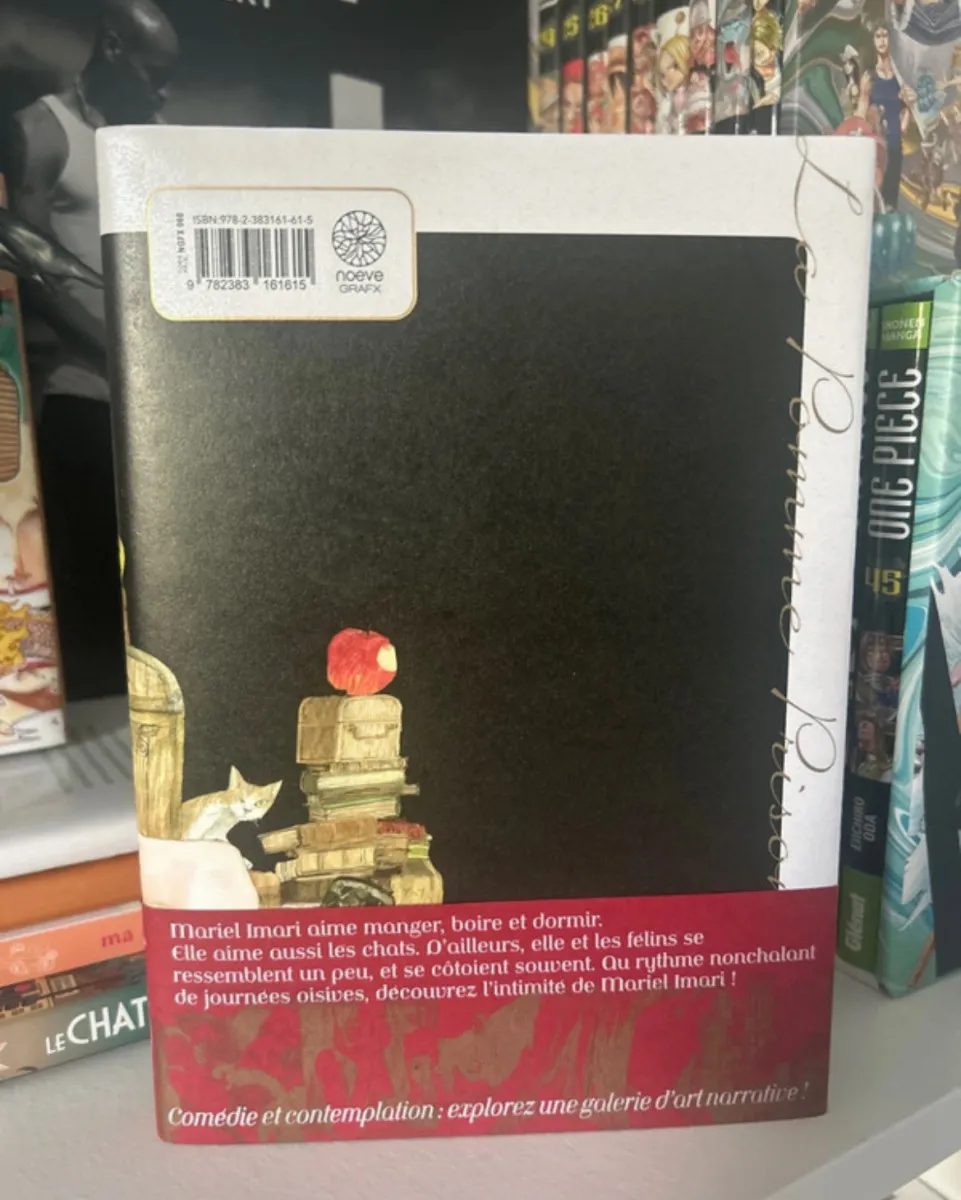 ISBN:978-2-383161-61-5
9 782383 161615
noeve
GRAFX
La Pomme Prison
Mariel Imari aime manger, boire et dormir.
Elle aime aussi les chats. D'ailleurs, elle et les félins se
ressemblent un peu, et se côtoient souvent. Au rythme nonchalant
de journées oisives, découvrez l'intimité de Mariel Imari !
Comédie et contemplation : explorez une galerie d'art narrative !
SHONEN
MANGA
ONE PIECE
45
EIICHIRO
ODA
Glénat
ma
LE CHAT